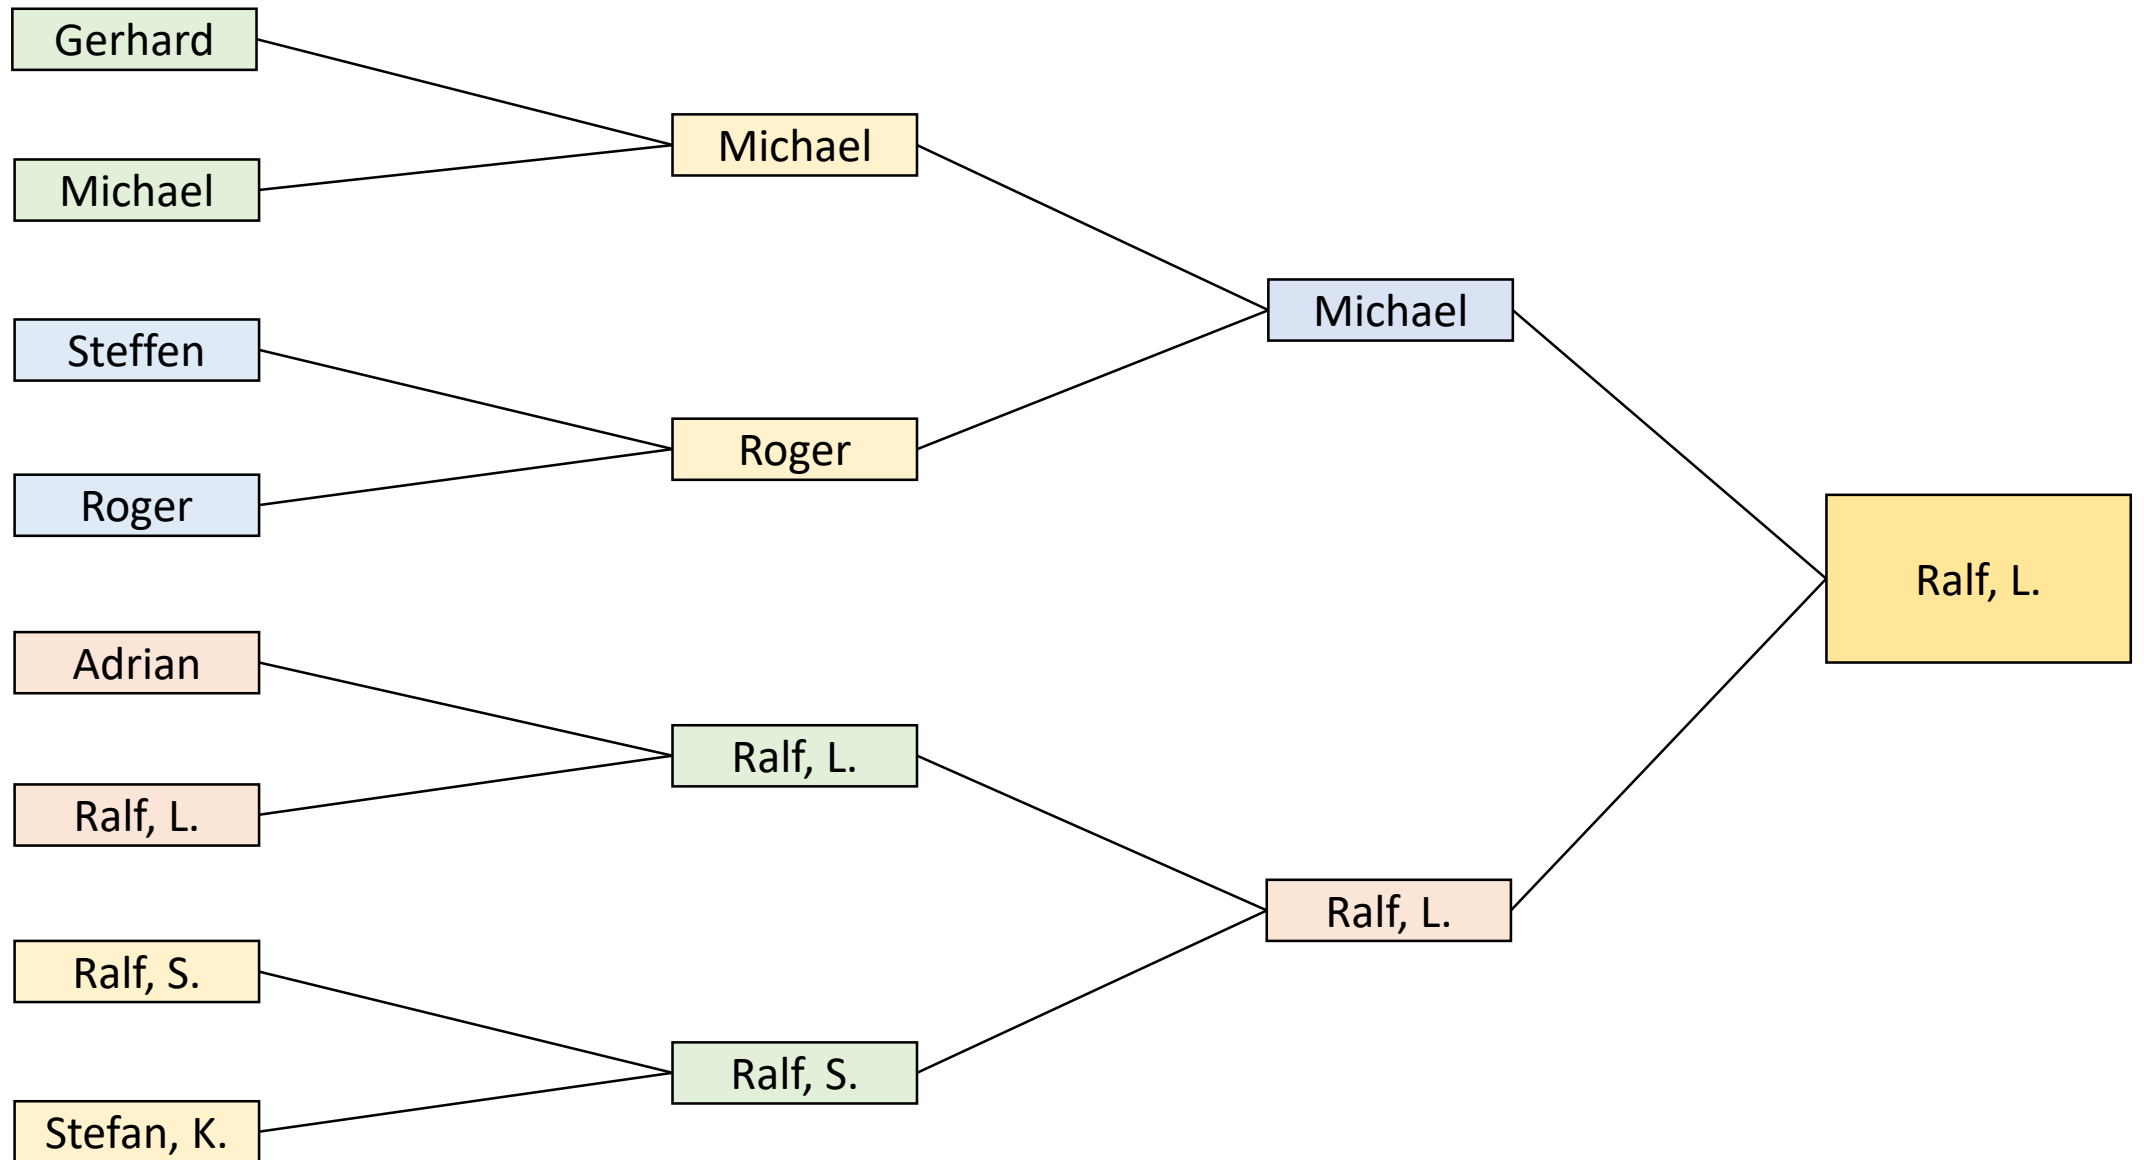 Gerhard
Michael
Steffen
Roger
Adrian
Ralf, L.
Ralf, S.
Stefan, K.
Michael
Roger
Ralf, L.
Ralf, S.
Michael
Ralf, L.
Ralf, L.